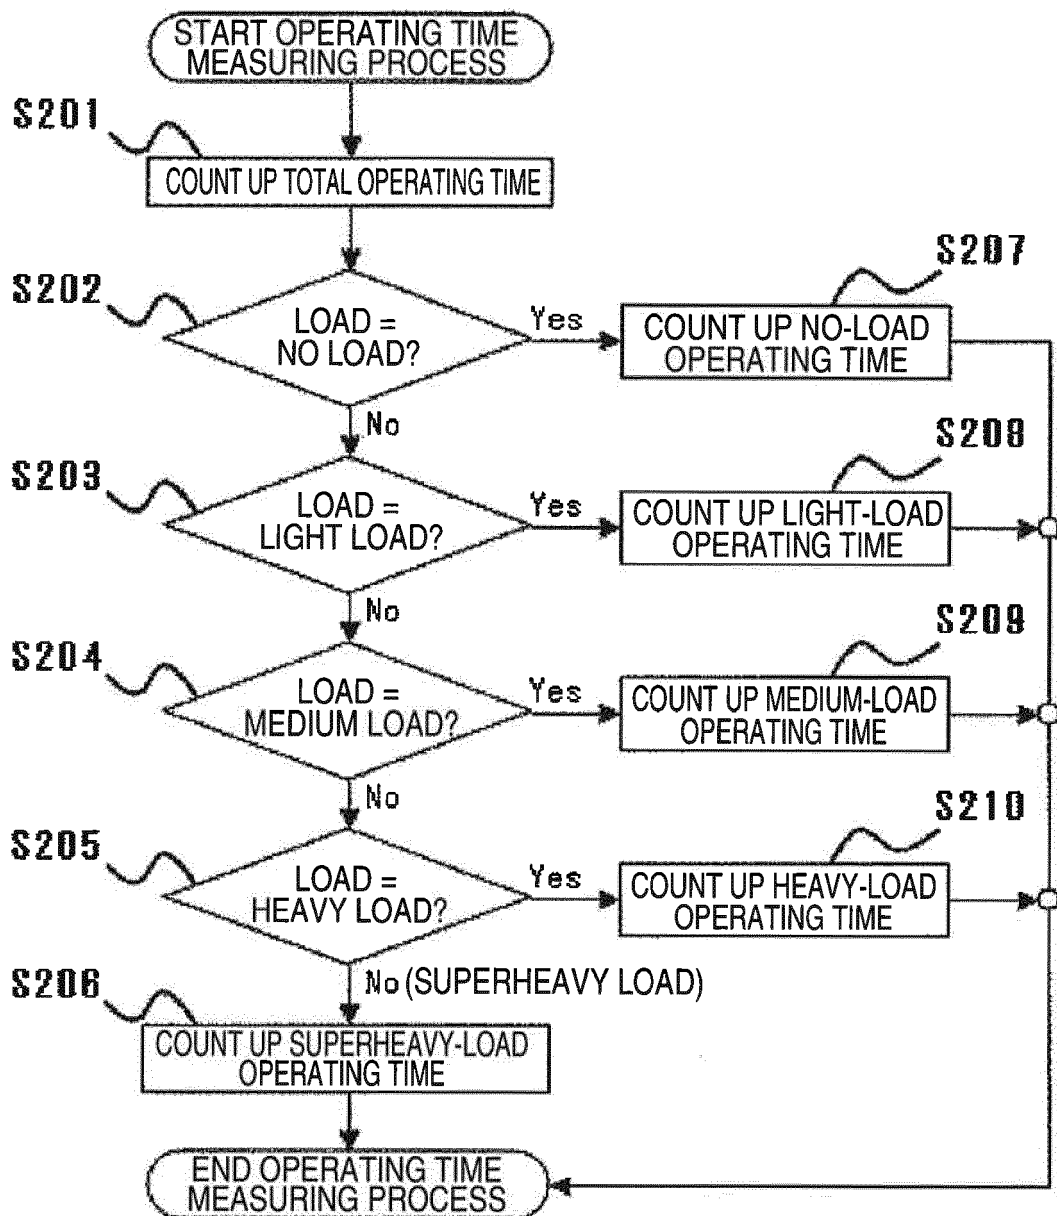 START OPERATING TIME
MEASURING PROCESS
S201
COUNT UP TOTAL OPERATING TIME
S202
LOAD =
NO LOAD?
Yes
S207
COUNT UP NO-LOAD
OPERATING TIME
No
S203
LOAD =
LIGHT LOAD?
Yes
S208
COUNT UP LIGHT-LOAD
OPERATING TIME
No
S204
LOAD =
MEDIUM LOAD?
Yes
S209
COUNT UP MEDIUM-LOAD
OPERATING TIME
No
S205
LOAD =
HEAVY LOAD?
Yes
S210
COUNT UP HEAVY-LOAD
OPERATING TIME
No (SUPERHEAVY LOAD)
S206
COUNT UP SUPERHEAVY-LOAD
OPERATING TIME
END OPERATING TIME
MEASURING PROCESS